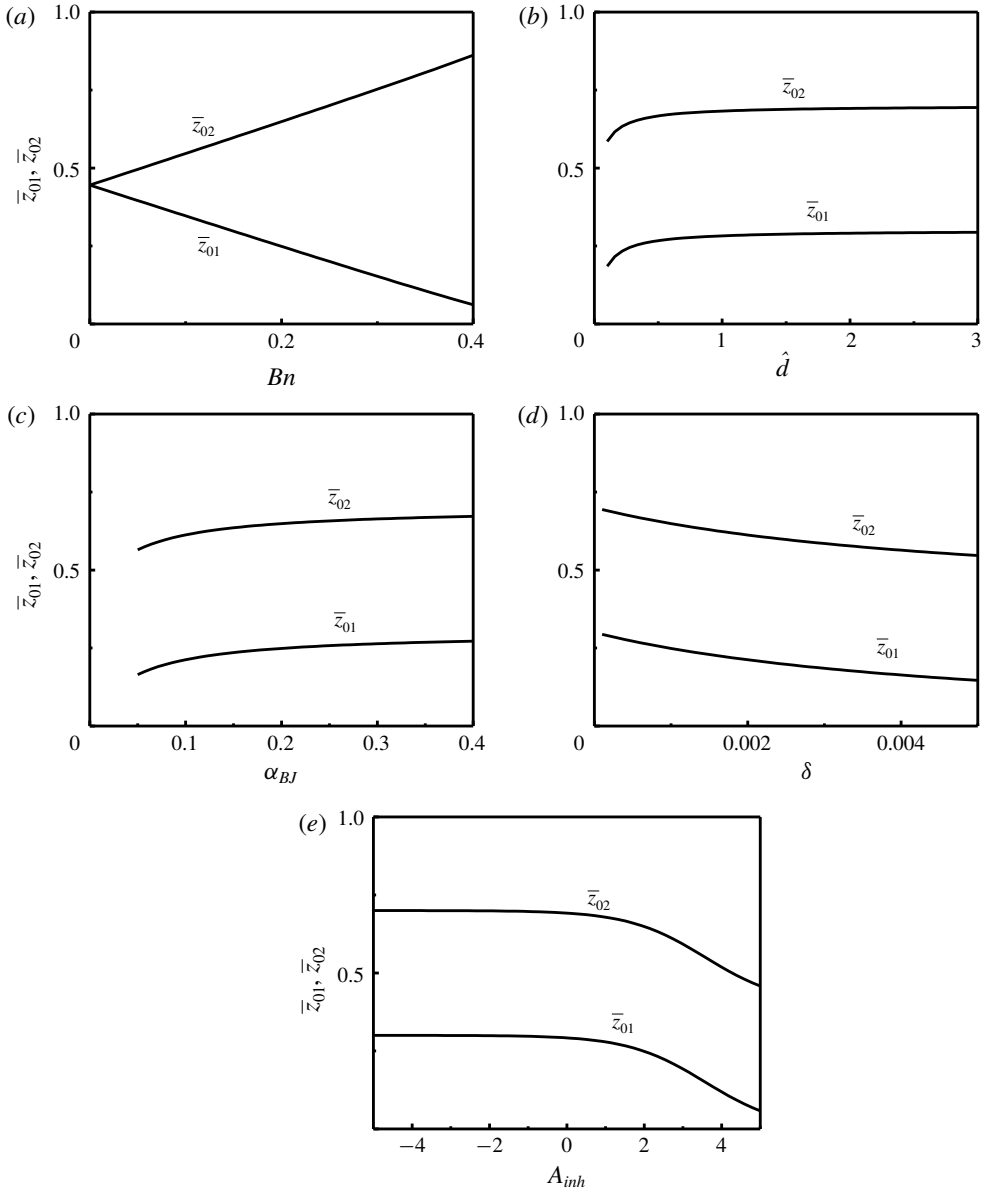 (a) 1.0 (b) 1.0
z̄02 z̄02
z̄01, z̄02 0.5 0.5
z̄01 z̄01
0 0.2 0.4 0 1 2 3
Bn d̂
(c) 1.0 (d) 1.0
z̄02 z̄02
z̄01, z̄02 0.5 0.5
z̄01 z̄01
0 0.1 0.2 0.3 0.4 0 0.002 0.004
αBJ δ
(e) 1.0
z̄02
z̄01, z̄02 0.5
z̄01
−4 −2 0 2 4
Ainh